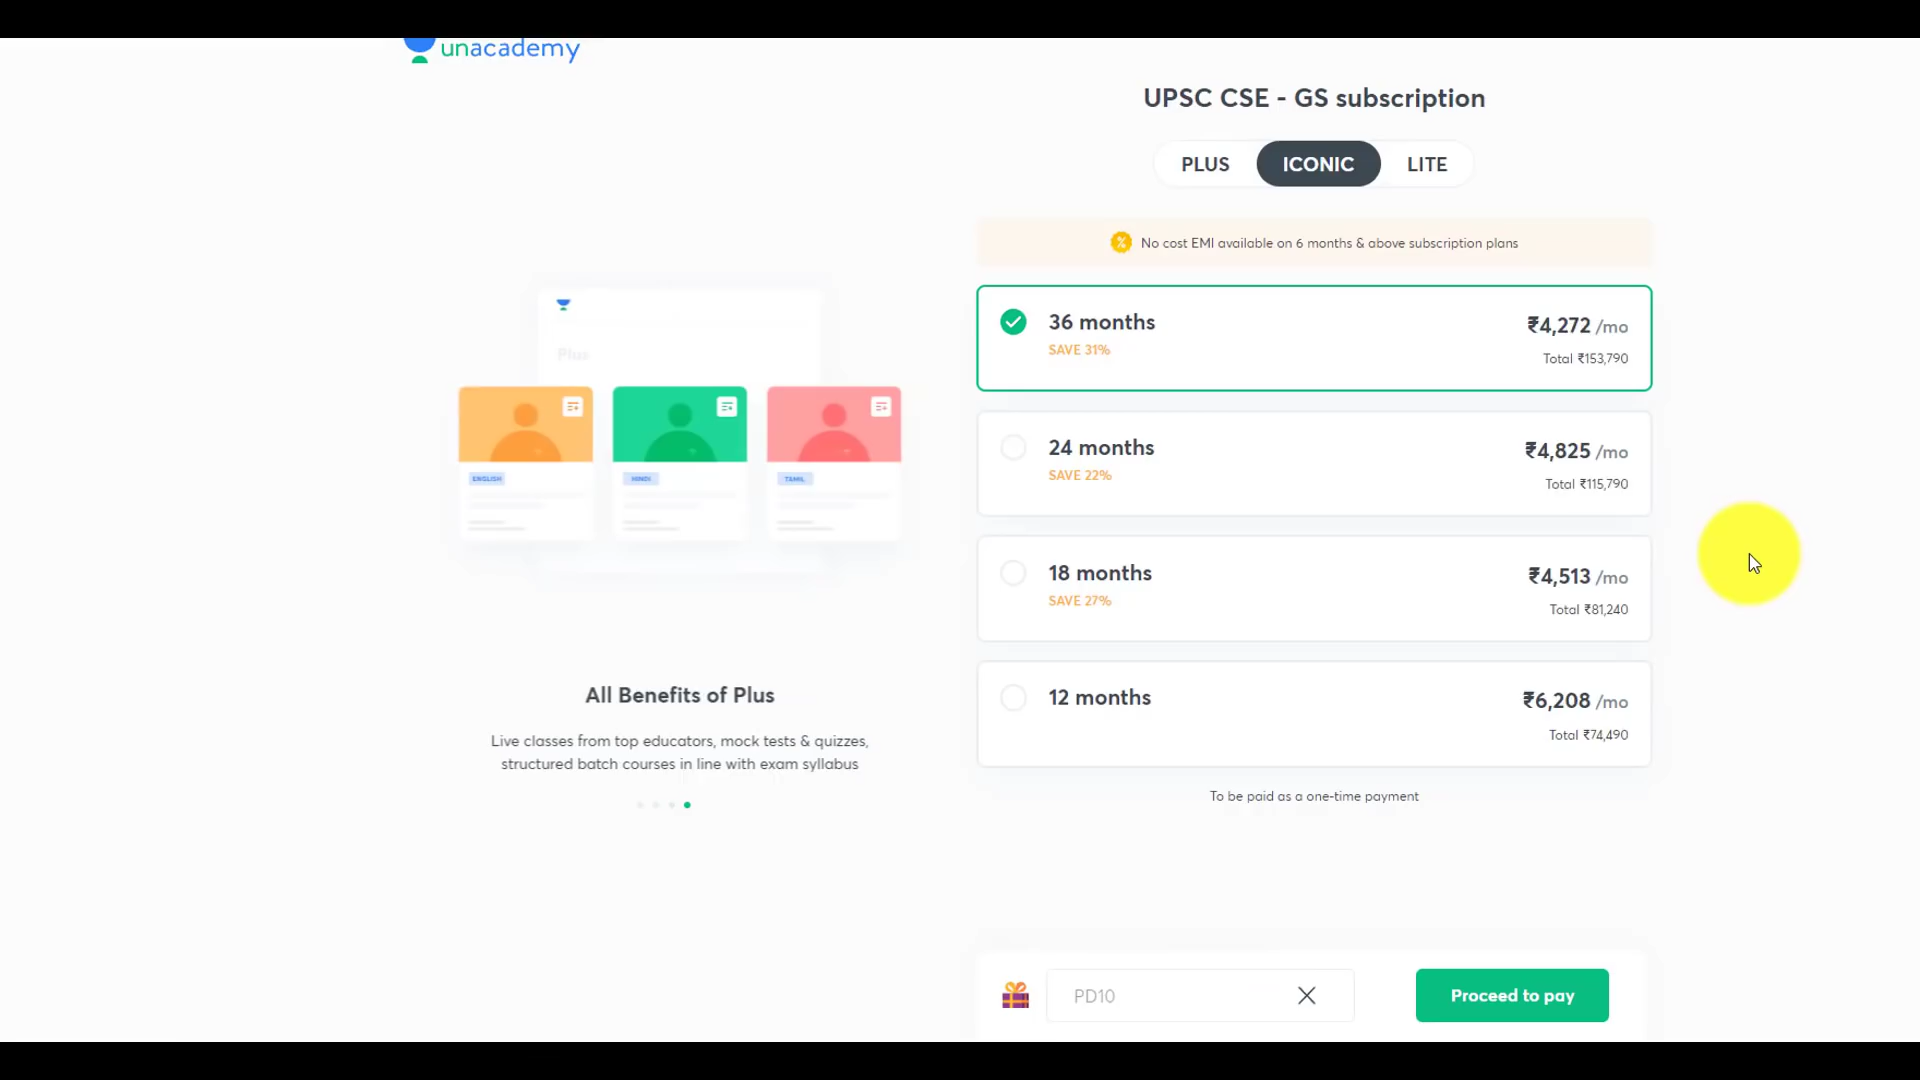 unacademy
UPSC CSE - GS subscription
PLUS
ICONIC
LITE
No cost EMI available on 6 months & above subscription plans
36 months
SAVE 31%
₹4,272 /mo
Total ₹153,790
24 months
SAVE 22%
₹4,825 /mo
Total ₹115,790
18 months
SAVE 27%
₹4,513 /mo
Total ₹81,240
12 months
₹6,208 /mo
Total ₹74,490
To be paid as a one-time payment
Plus
ENGLISH
HINDI
TAMIL
All Benefits of Plus
Live classes from top educators, mock tests & quizzes,
structured batch courses in line with exam syllabus
PD10
Proceed to pay